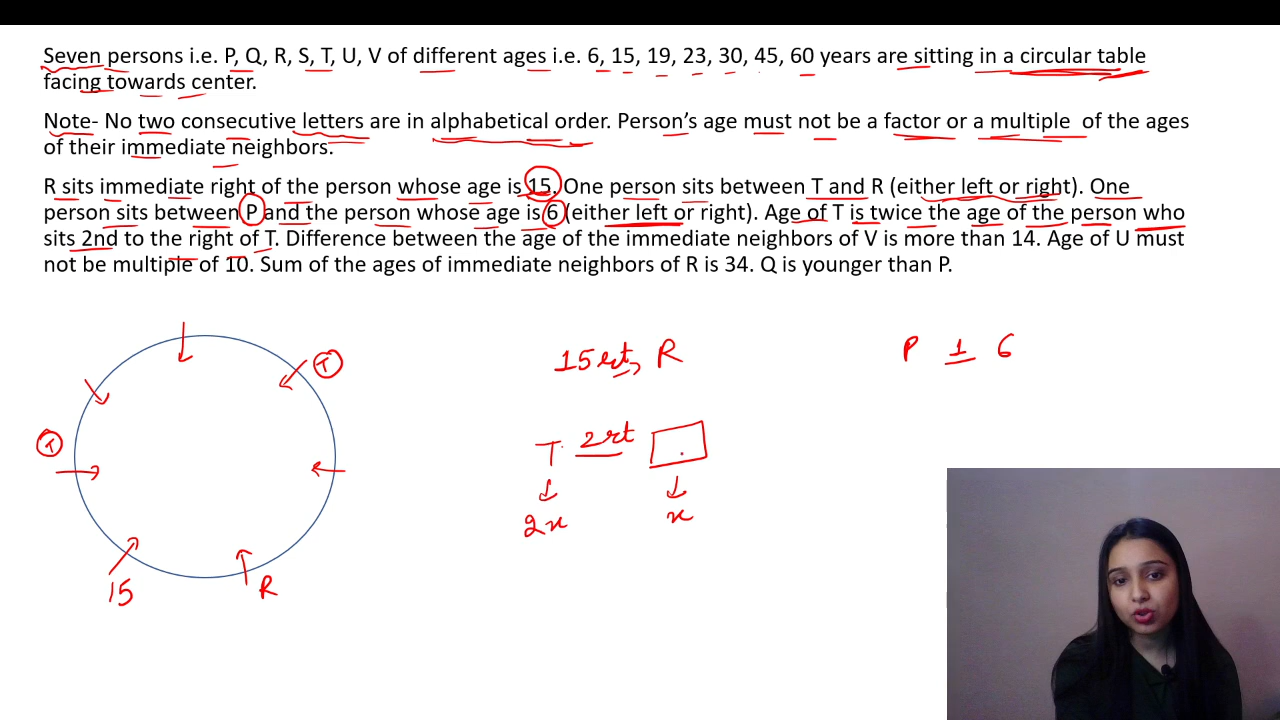 Seven persons i.e. P, Q, R, S, T, U, V of different ages i.e. 6, 15, 19, 23, 30, 45, 60 years are sitting in a circular table
facing towards center.
Note- No two consecutive letters are in alphabetical order. Person's age must not be a factor or a multiple of the ages
of their immediate neighbors.
R sits immediate right of the person whose age is 15. One person sits between T and R (either left or right). One
person sits between P and the person whose age is 6 (either left or right). Age of T is twice the age of the person who
sits 2nd to the right of T. Difference between the age of the immediate neighbors of V is more than 14. Age of U must
not be multiple of 10. Sum of the ages of immediate neighbors of R is 34. Q is younger than P.
T
T
15
R
15 rt, R
T 2rt
2x x
P 1 6